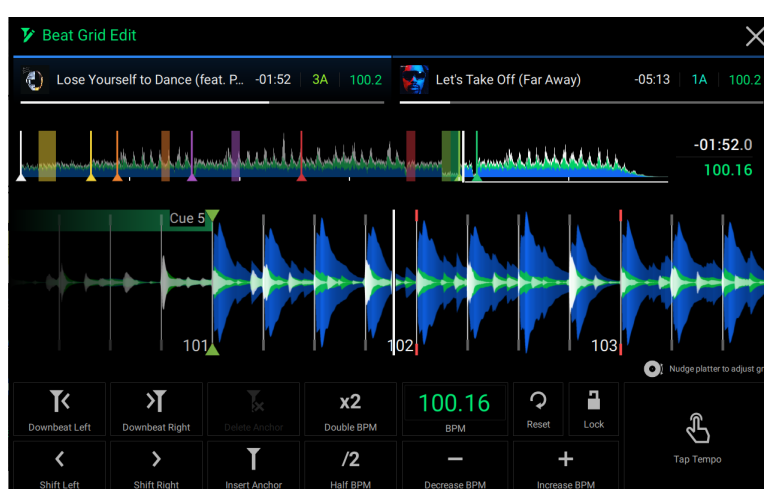 Beat Grid Edit
Lose Yourself to Dance (feat. P... -01:52 3A 100.2
Let's Take Off (Far Away) -05:13 1A 100.2
-01:52.0
100.16
Cue 5
101 102 103
Nudge platter to adjust gr
Downbeat Left Downbeat Right Delete Anchor x2 Double BPM 100.16 BPM Reset Lock Tap Tempo
Shift Left Shift Right Insert Anchor /2 Half BPM Decrease BPM Increase BPM